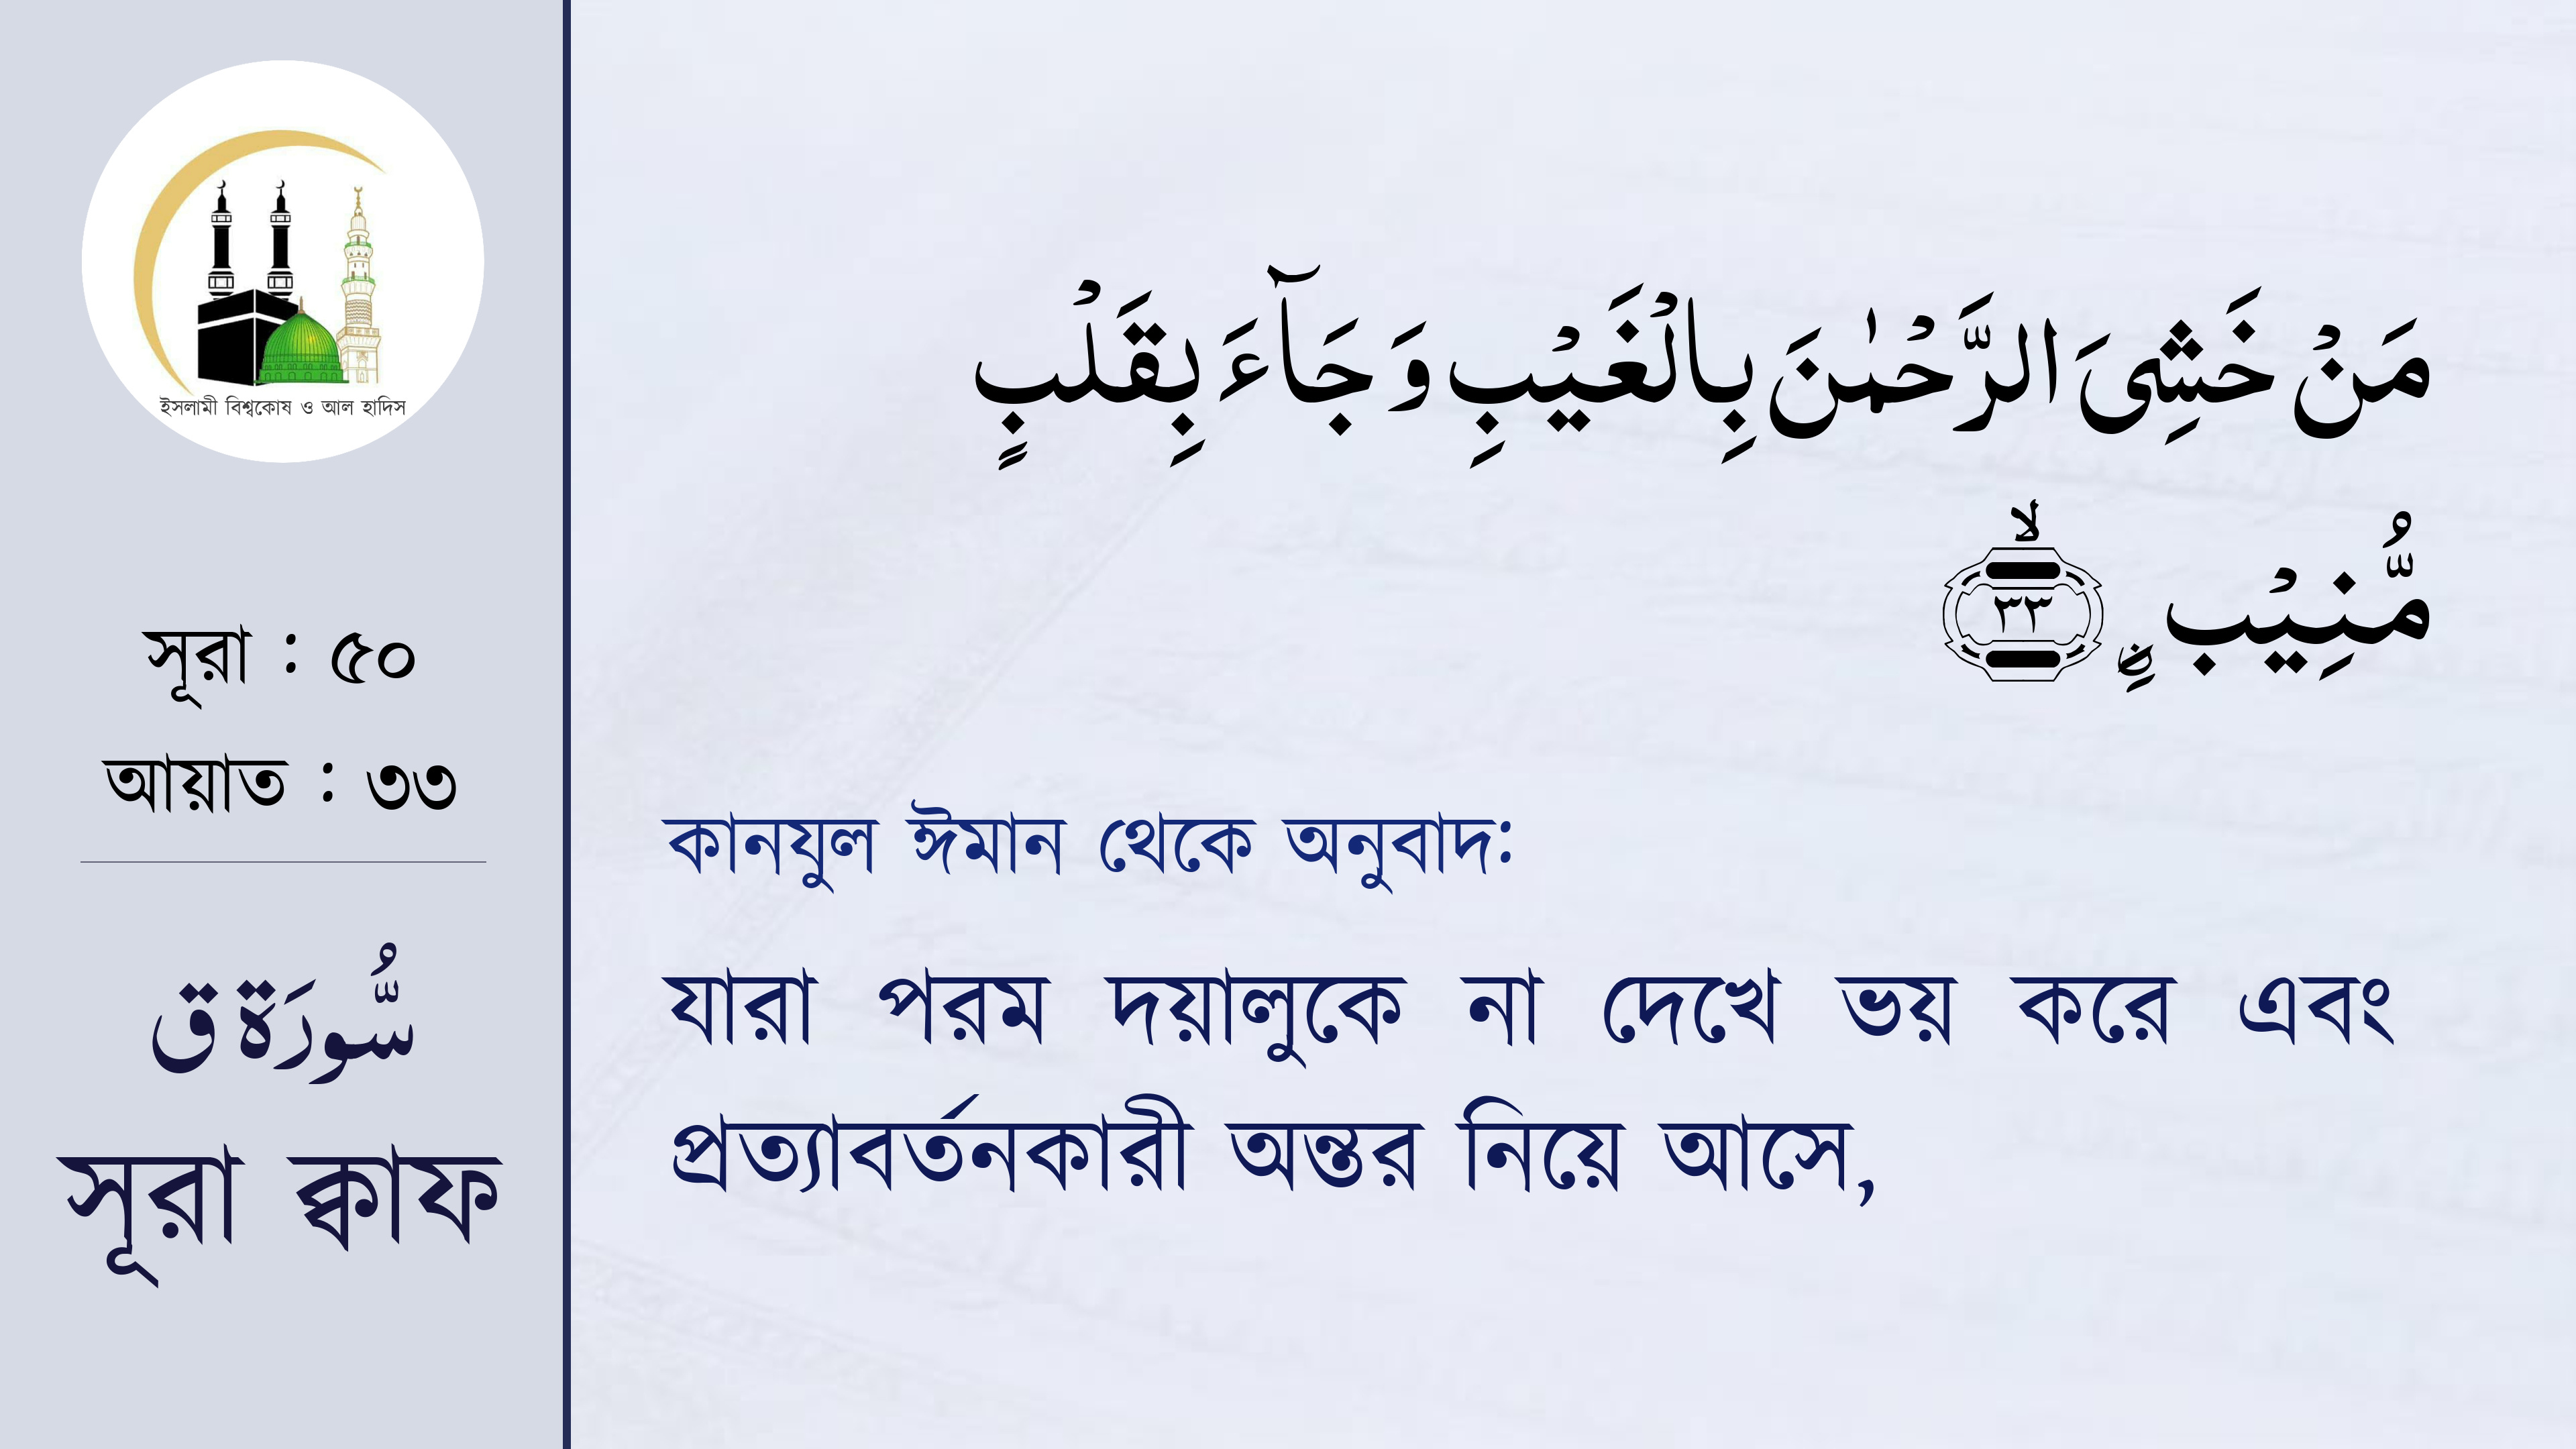 ইসলামী বিশ্বকোষ ও আল হাদিস
সূরা : ৫০
আয়াত : ৩৩
سُّورَة ق
সূরা ক্বাফ
مَنْ خَشِیَ الرَّحْمٰنَ بِالْغَیْبِ وَ جَآءَ بِقَلْبٍ
مُّنِیْبِۙ ﹰ ۳۳
কানযুল ঈমান থেকে অনুবাদ:
যারা পরম দয়ালুকে না দেখে ভয় করে এবং
প্রত্যাবর্তনকারী অন্তর নিয়ে আসে,